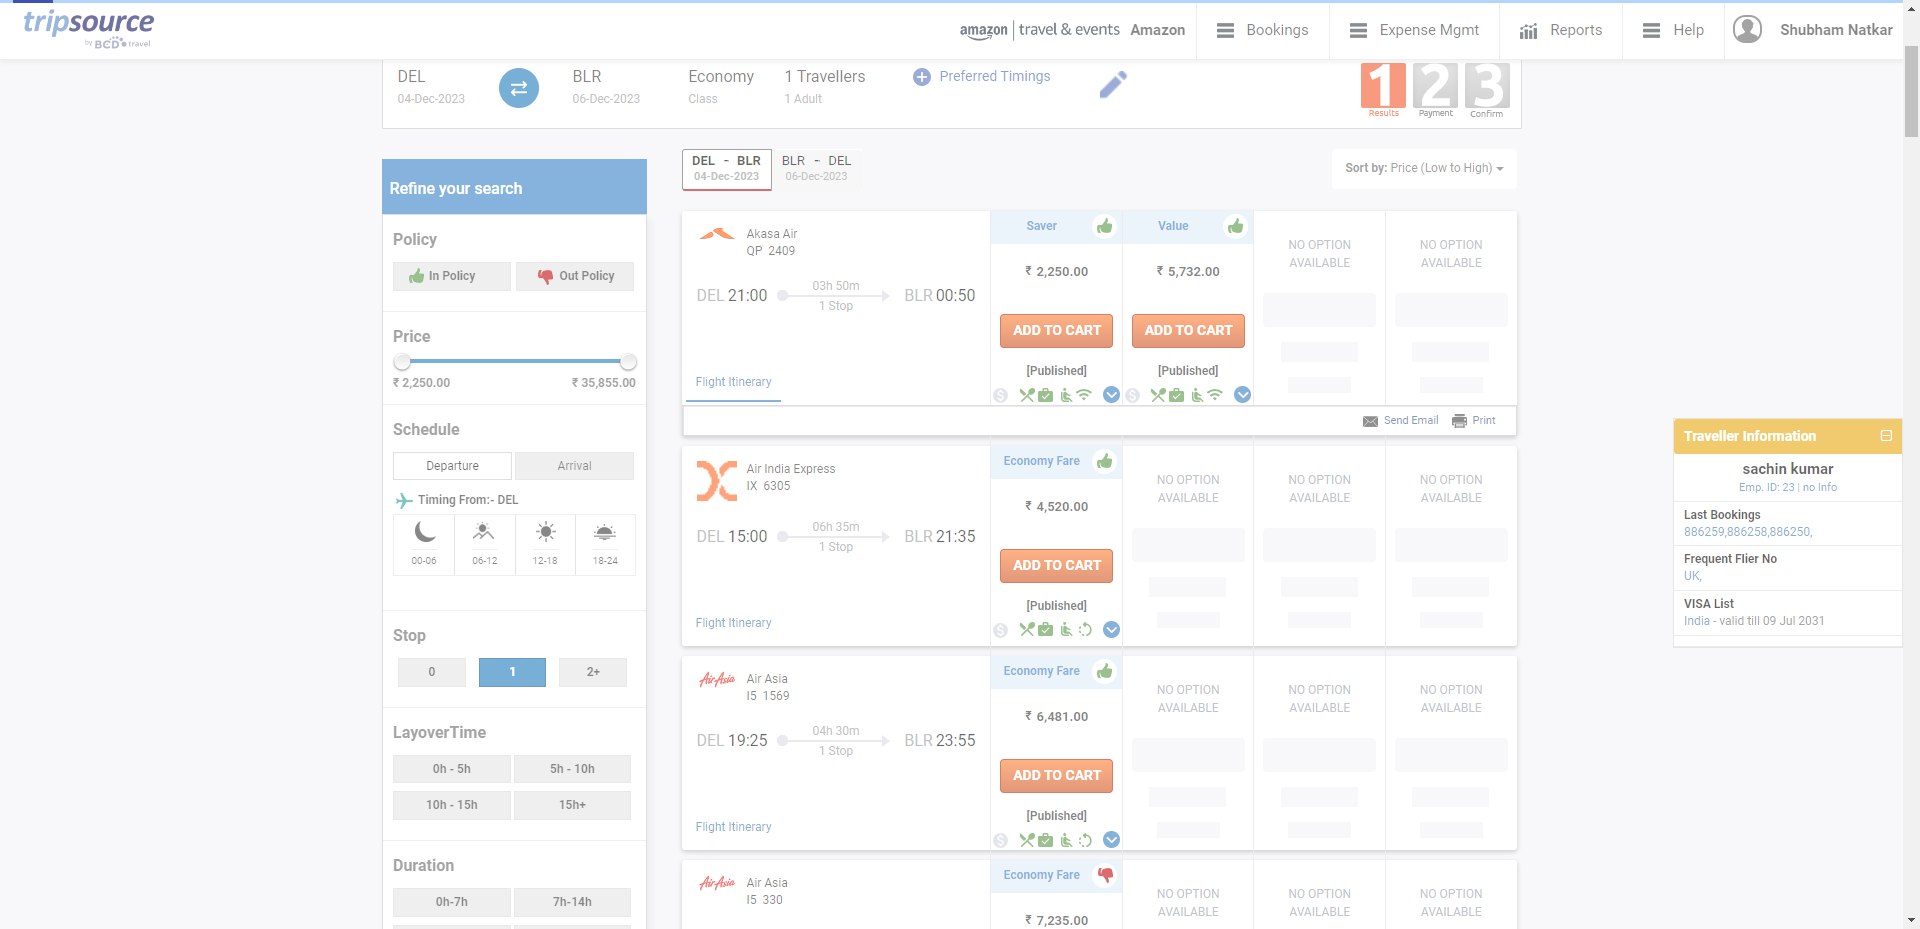 tripsource
by BCD travel
amazon | travel & events Amazon
Bookings
Expense Mgmt
Reports
Help
Shubham Natkar
DEL
04-Dec-2023
BLR
06-Dec-2023
Economy
Class
1 Travellers
1 Adult
Preferred Timings
1 2 3
Results Payment Confirm
Refine your search
Policy
In Policy
Out Policy
Price
₹ 2,250.00
₹ 35,855.00
Schedule
Departure
Arrival
Timing From:- DEL
00-06
06-12
12-18
18-24
Stop
0
1
2+
LayoverTime
0h - 5h
5h - 10h
10h - 15h
15h+
Duration
0h-7h
7h-14h
DEL - BLR
04-Dec-2023
BLR - DEL
06-Dec-2023
Sort by: Price (Low to High)
Akasa Air
QP 2409
DEL 21:00
03h 50m
1 Stop
BLR 00:50
Flight Itinerary
Saver
₹ 2,250.00
ADD TO CART
[Published]
Value
₹ 5,732.00
ADD TO CART
[Published]
NO OPTION
AVAILABLE
NO OPTION
AVAILABLE
Send Email
Print
Air India Express
IX 6305
DEL 15:00
06h 35m
1 Stop
BLR 21:35
Flight Itinerary
Economy Fare
₹ 4,520.00
ADD TO CART
[Published]
NO OPTION
AVAILABLE
NO OPTION
AVAILABLE
NO OPTION
AVAILABLE
AirAsia
Air Asia
I5 1569
DEL 19:25
04h 30m
1 Stop
BLR 23:55
Flight Itinerary
Economy Fare
₹ 6,481.00
ADD TO CART
[Published]
NO OPTION
AVAILABLE
NO OPTION
AVAILABLE
NO OPTION
AVAILABLE
AirAsia
Air Asia
I5 330
Economy Fare
₹ 7,235.00
NO OPTION
AVAILABLE
NO OPTION
AVAILABLE
NO OPTION
AVAILABLE
Traveller Information
sachin kumar
Emp. ID: 23 | no Info
Last Bookings
886259,886258,886250,
Frequent Flier No
UK,
VISA List
India - valid till 09 Jul 2031